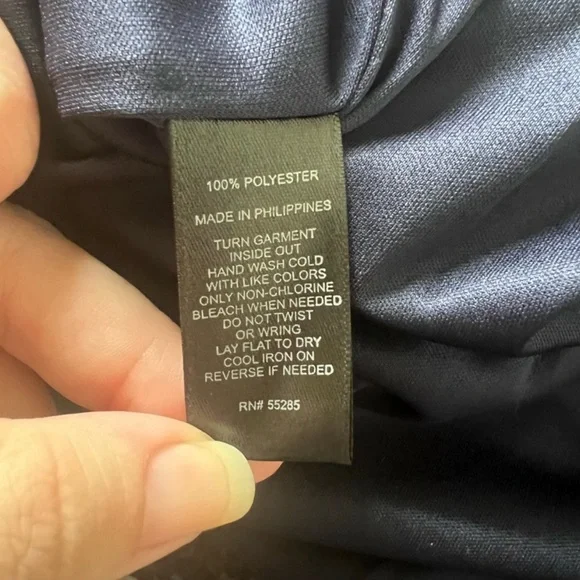 100% POLYESTER
MADE IN PHILIPPINES
TURN GARMENT
INSIDE OUT
HAND WASH COLD
WITH LIKE COLORS
ONLY NON-CHLORINE
BLEACH WHEN NEEDED
DO NOT TWIST
OR WRING
LAY FLAT TO DRY
COOL IRON ON
REVERSE IF NEEDED
RN# 55285